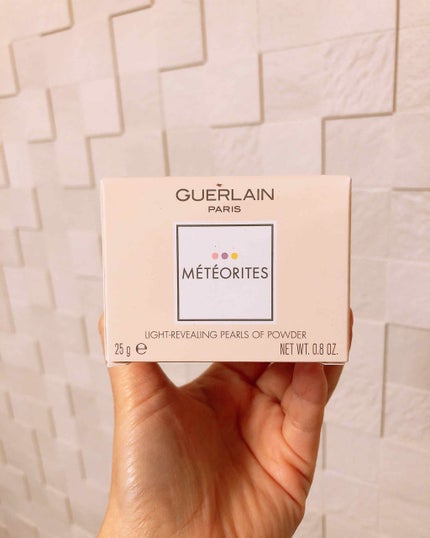 GUERLAIN
PARIS
MÉTÉORITES
LIGHT-REVEALING PEARLS OF POWDER
25 g ℮ NET WT. 0.8 OZ.